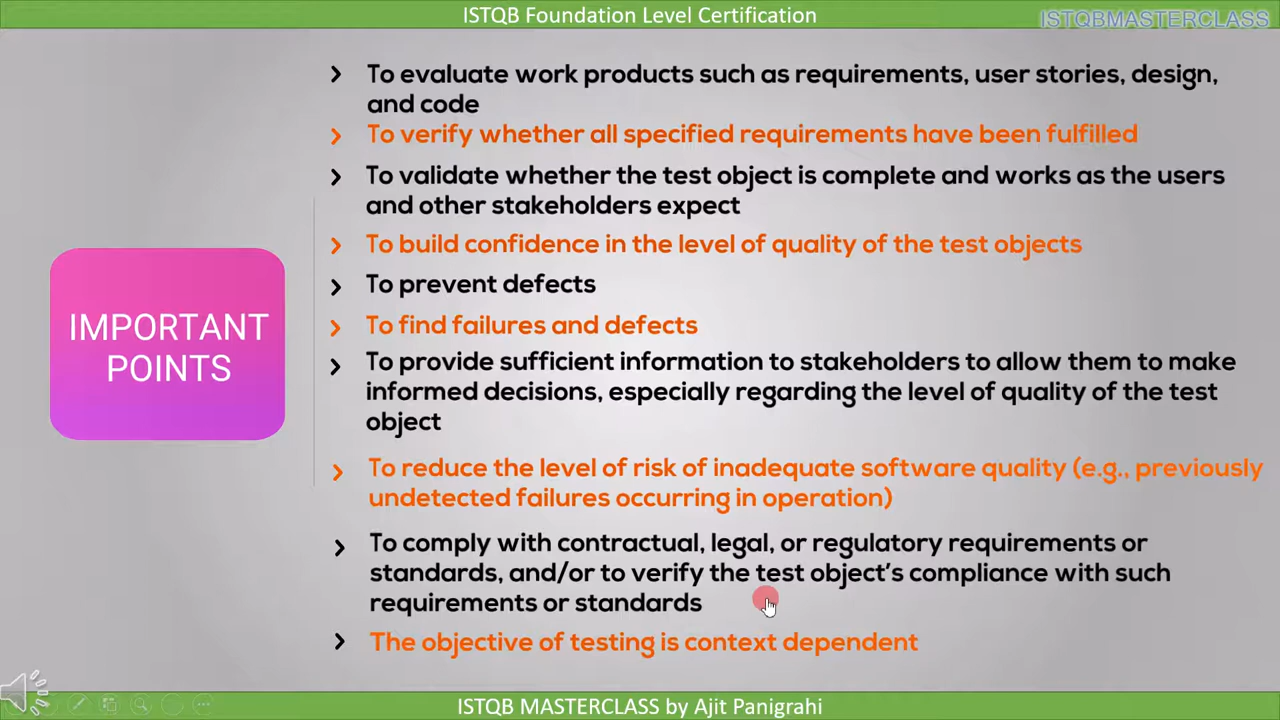 ISTQB Foundation Level Certification
ISTQBMASTERCLASS
To evaluate work products such as requirements, user stories, design,
and code
To verify whether all specified requirements have been fulfilled
To validate whether the test object is complete and works as the users
and other stakeholders expect
To build confidence in the level of quality of the test objects
To prevent defects
To find failures and defects
To provide sufficient information to stakeholders to allow them to make
informed decisions, especially regarding the level of quality of the test
object
To reduce the level of risk of inadequate software quality (e.g., previously
undetected failures occurring in operation)
To comply with contractual, legal, or regulatory requirements or
standards, and/or to verify the test object's compliance with such
requirements or standards
The objective of testing is context dependent
IMPORTANT
POINTS
ISTQB MASTERCLASS by Ajit Panigrahi